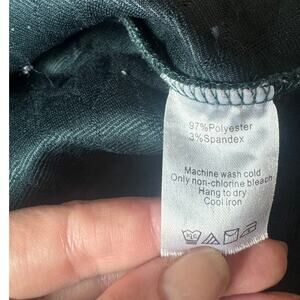 97%Polyester
3%Spandex
Machine wash cold
Only non-chlorine bleach
Hang to dry
Cool iron